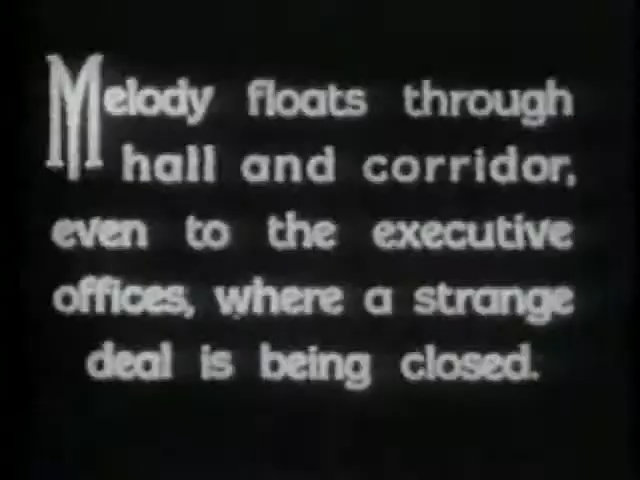 Melody floats through
hall and corridor,
even to the executive
offices, where a strange
deal is being closed.